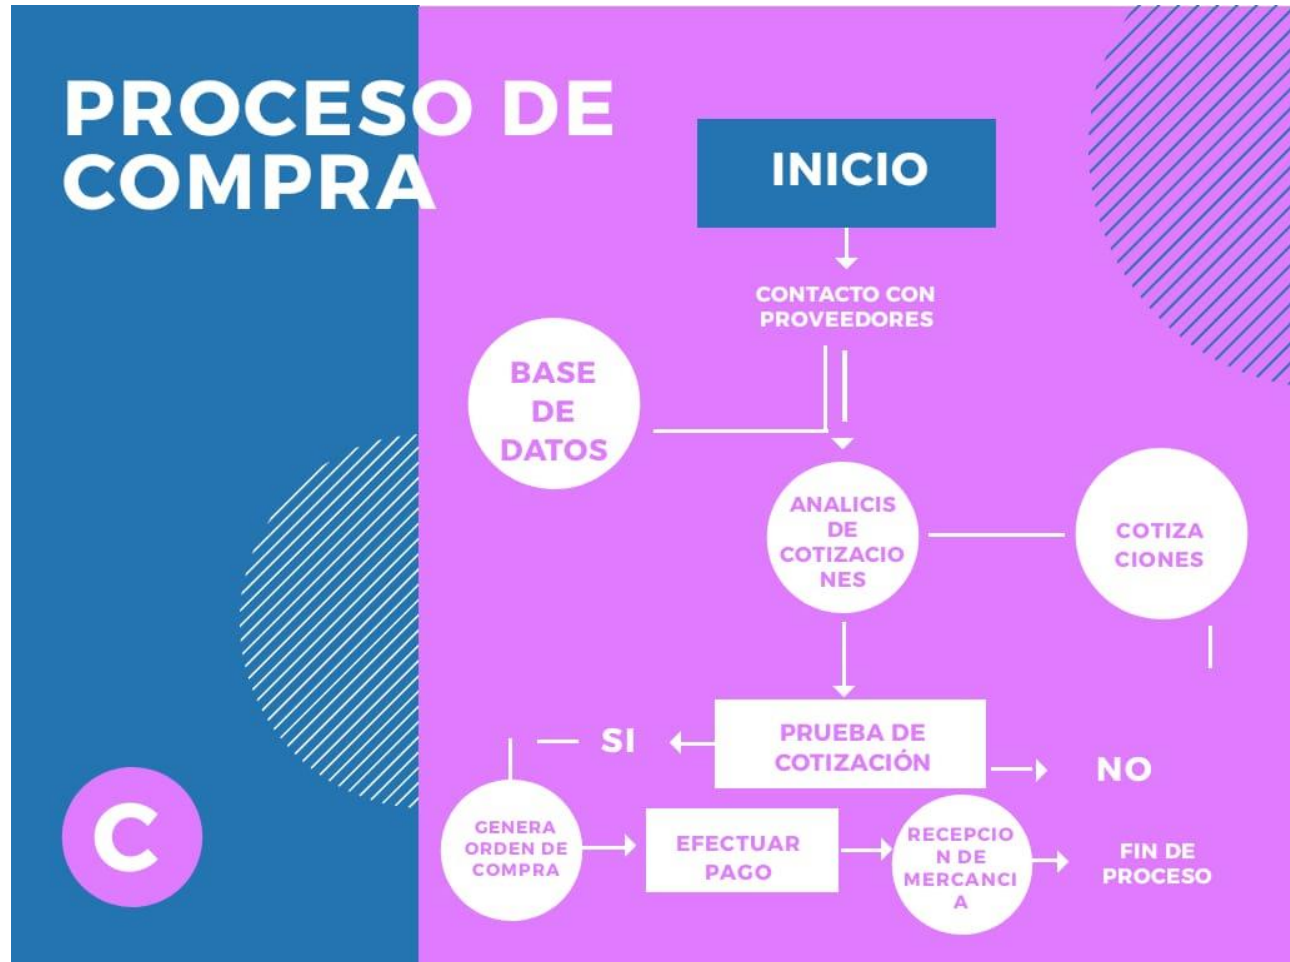 PROCESO DE
COMPRA
INICIO
CONTACTO CON
PROVEEDORES
BASE
DE
DATOS
ANALICIS
DE
COTIZACIO
NES
COTIZA
CIONES
PRUEBA DE
COTIZACIÓN
SI
NO
GENERA
ORDEN DE
COMPRA
EFECTUAR
PAGO
RECEPCIO
N DE
MERCANCI
A
FIN DE
PROCESO
C